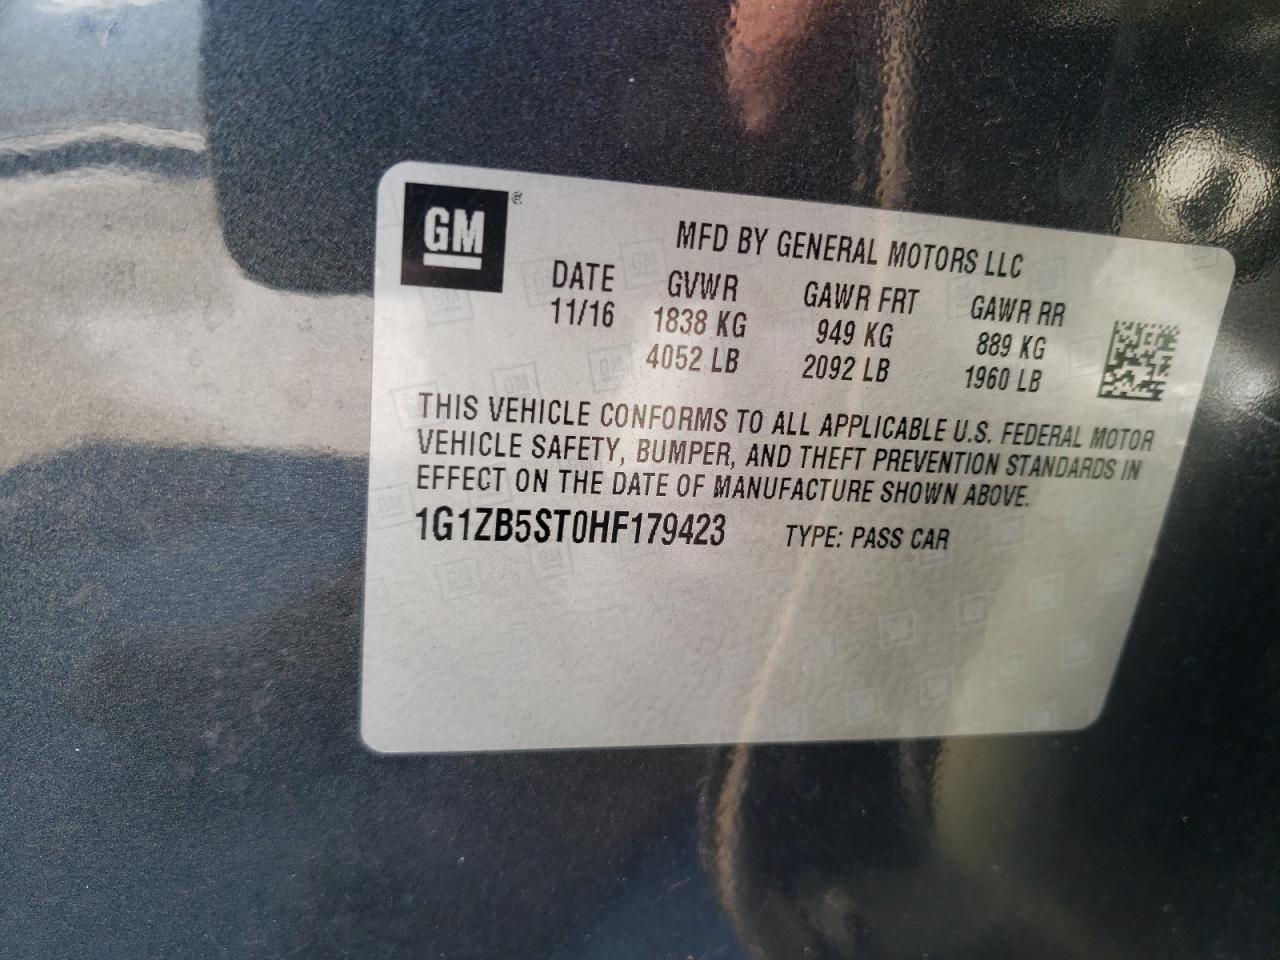 GM ®
MFD BY GENERAL MOTORS LLC
DATE GVWR GAWR FRT GAWR RR
11/16 1838 KG 949 KG 889 KG
4052 LB 2092 LB 1960 LB
THIS VEHICLE CONFORMS TO ALL APPLICABLE U.S. FEDERAL MOTOR
VEHICLE SAFETY, BUMPER, AND THEFT PREVENTION STANDARDS IN
EFFECT ON THE DATE OF MANUFACTURE SHOWN ABOVE.
1G1ZB5ST0HF179423 TYPE: PASS CAR